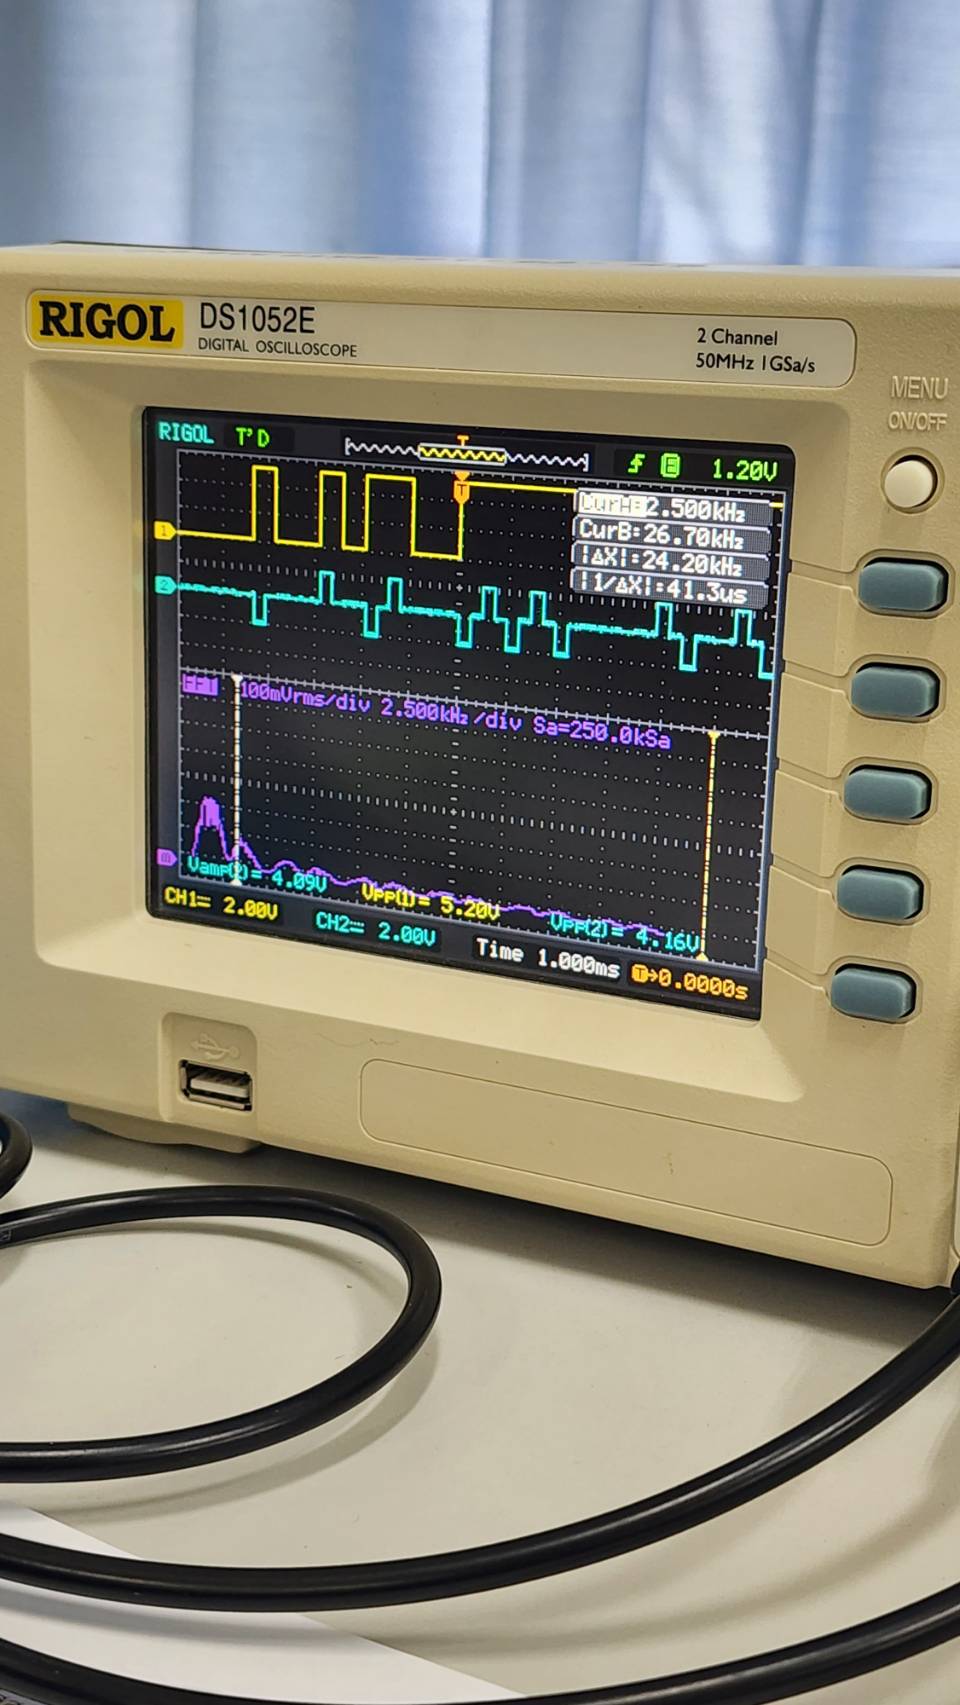 RIGOL DS1052E
DIGITAL OSCILLOSCOPE
2 Channel
50MHz 1GSa/s
MENU
ON/OFF
RIGOL T'D
T
E 1.20V
T
1
2.500kHz
CurB: 26.70kHz
|ΔX|: 24.20kHz
|1/ΔX|: 41.3us
2
FFT 100mVrms/div 2.500kHz/div Sa=250.0kSa
Vamp(2)= 4.09V Vpp(1)= 5.20V Vpp(2)= 4.16V
CH1= 2.00V CH2= 2.00V Time 1.000ms T→0.0000s